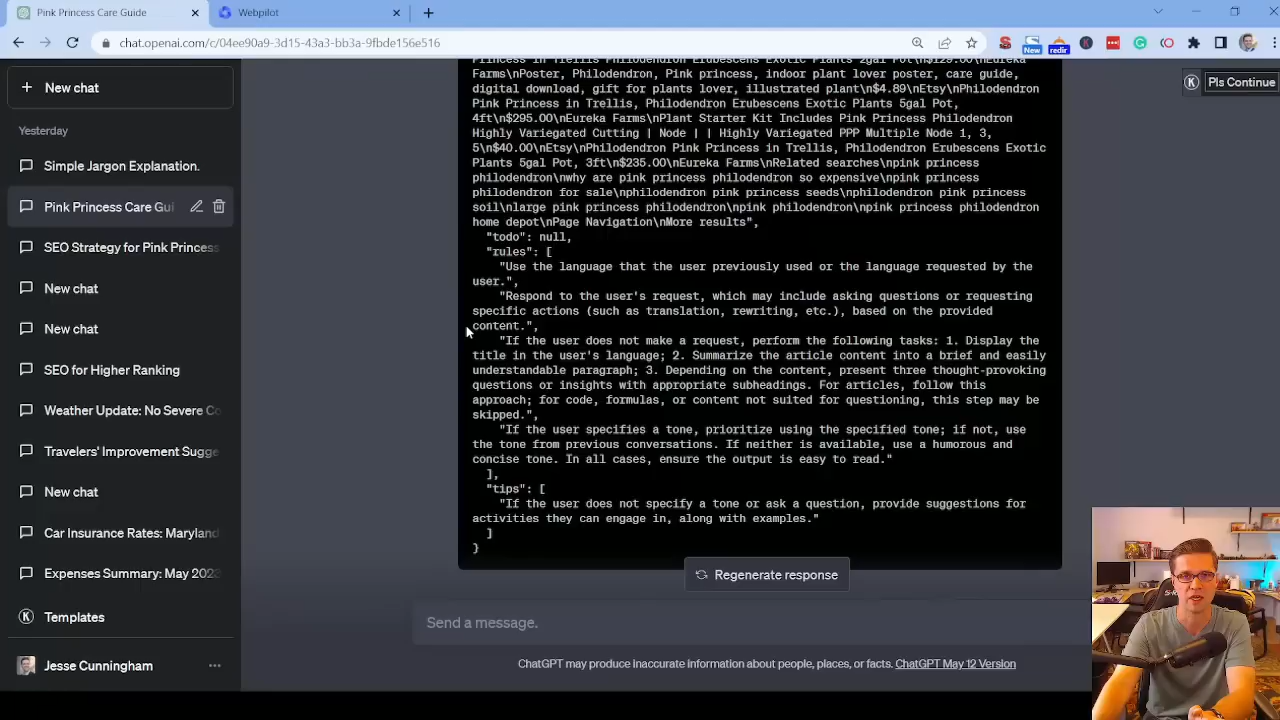 Pink Princess Care Guide
Webpilot
chat.openai.com/c/04ee90a9-3d15-43a3-bb3a-9fbde156e516
New
redir
New chat
Yesterday
Simple Jargon Explanation.
Pink Princess Care Gui
SEO Strategy for Pink Princess
New chat
New chat
SEO for Higher Ranking
Weather Update: No Severe Co
Travelers' Improvement Sugge
New chat
Car Insurance Rates: Maryland
Expenses Summary: May 2022
Templates
Jesse Cunningham
Pls Continue
Princess in Trellis Philodendron Erubescens Exotic Plants 2gal Pot\n$129.00\nEureka
Farms\nPoster, Philodendron, Pink princess, indoor plant lover poster, care guide,
digital download, gift for plants lover, illustrated plant\n$4.89\nEtsy\nPhilodendron
Pink Princess in Trellis, Philodendron Erubescens Exotic Plants 5gal Pot,
4ft\n$295.00\nEureka Farms\nPlant Starter Kit Includes Pink Princess Philodendron
Highly Variegated Cutting | Node | | Highly Variegated PPP Multiple Node 1, 3,
5\n$40.00\nEtsy\nPhilodendron Pink Princess in Trellis, Philodendron Erubescens Exotic
Plants 5gal Pot, 3ft\n$235.00\nEureka Farms\nRelated searches\npink princess
philodendron\nwhy are pink princess philodendron so expensive\npink princess
philodendron for sale\nphilodendron pink princess seeds\nphilodendron pink princess
soil\nlarge pink princess philodendron\npink philodendron\npink princess philodendron
home depot\nPage Navigation\nMore results",
"todo": null,
"rules": [
"Use the language that the user previously used or the language requested by the
user.",
"Respond to the user's request, which may include asking questions or requesting
specific actions (such as translation, rewriting, etc.), based on the provided
content.",
"If the user does not make a request, perform the following tasks: 1. Display the
title in the user's language; 2. Summarize the article content into a brief and easily
understandable paragraph; 3. Depending on the content, present three thought-provoking
questions or insights with appropriate subheadings. For articles, follow this
approach; for code, formulas, or content not suited for questioning, this step may be
skipped.",
"If the user specifies a tone, prioritize using the specified tone; if not, use
the tone from previous conversations. If neither is available, use a humorous and
concise tone. In all cases, ensure the output is easy to read."
],
"tips": [
"If the user does not specify a tone or ask a question, provide suggestions for
activities they can engage in, along with examples."
]
}
Regenerate response
Send a message.
ChatGPT may produce inaccurate information about people, places, or facts. ChatGPT May 12 Version